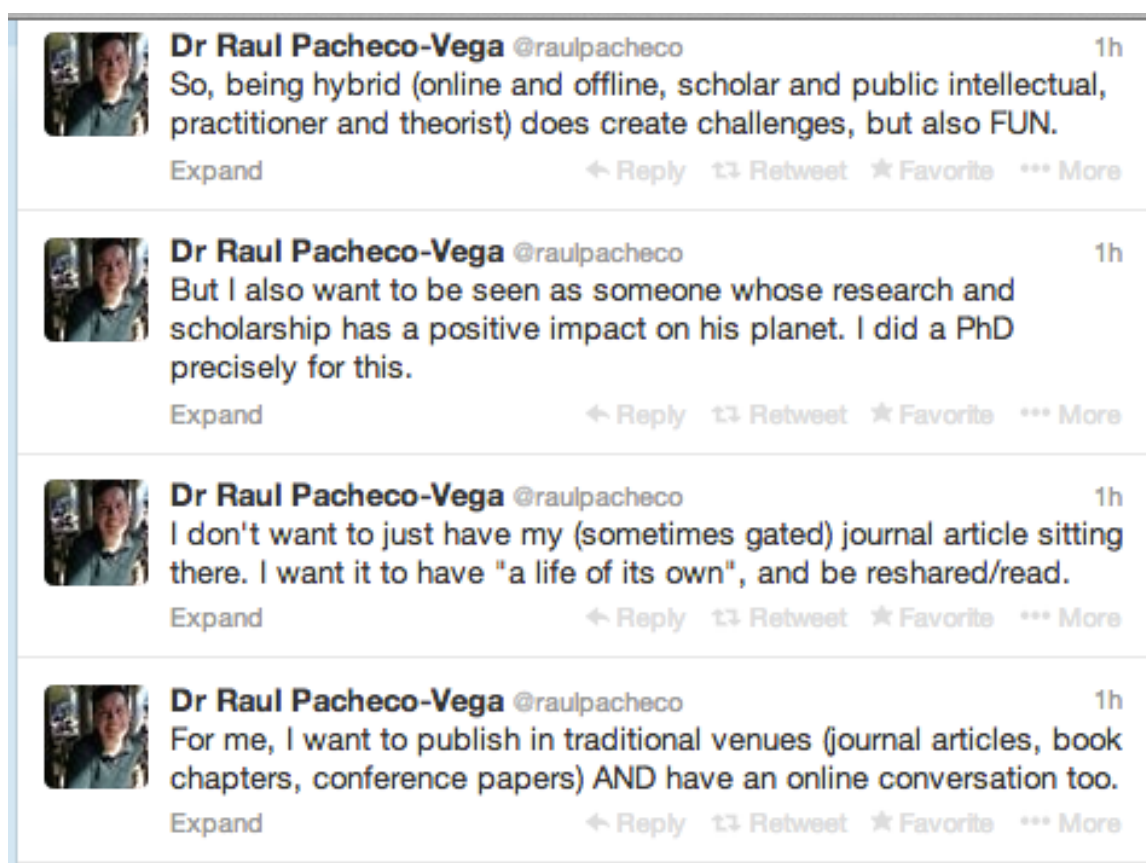 Dr Raul Pacheco-Vega @raulpacheco 1h
So, being hybrid (online and offline, scholar and public intellectual,
practitioner and theorist) does create challenges, but also FUN.
Expand Reply Retweet Favorite More
Dr Raul Pacheco-Vega @raulpacheco 1h
But I also want to be seen as someone whose research and
scholarship has a positive impact on his planet. I did a PhD
precisely for this.
Expand Reply Retweet Favorite More
Dr Raul Pacheco-Vega @raulpacheco 1h
I don't want to just have my (sometimes gated) journal article sitting
there. I want it to have "a life of its own", and be reshared/read.
Expand Reply Retweet Favorite More
Dr Raul Pacheco-Vega @raulpacheco 1h
For me, I want to publish in traditional venues (journal articles, book
chapters, conference papers) AND have an online conversation too.
Expand Reply Retweet Favorite More